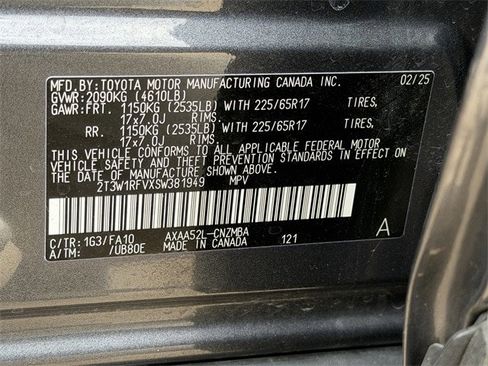 MFD. BY: TOYOTA MOTOR MANUFACTURING CANADA INC. 02/25
GVWR: 2090KG (4610LB)
GAWR: FRT. 1150KG (2535LB) WITH 225/65R17 TIRES,
17x7.0J RIMS.
RR. 1150KG (2535LB) WITH 225/65R17 TIRES,
17x7.0J RIMS.
THIS VEHICLE CONFORMS TO ALL APPLICABLE FEDERAL MOTOR
VEHICLE SAFETY AND THEFT PREVENTION STANDARDS IN EFFECT
ON THE DATE OF MANUFACTURE SHOWN ABOVE.
2T3W1RFVXSW381949 MPV
C/TR: 1G3/FA10 AXAA52L-CNZMBA A
A/TM: /UB80E MADE IN CANADA 121